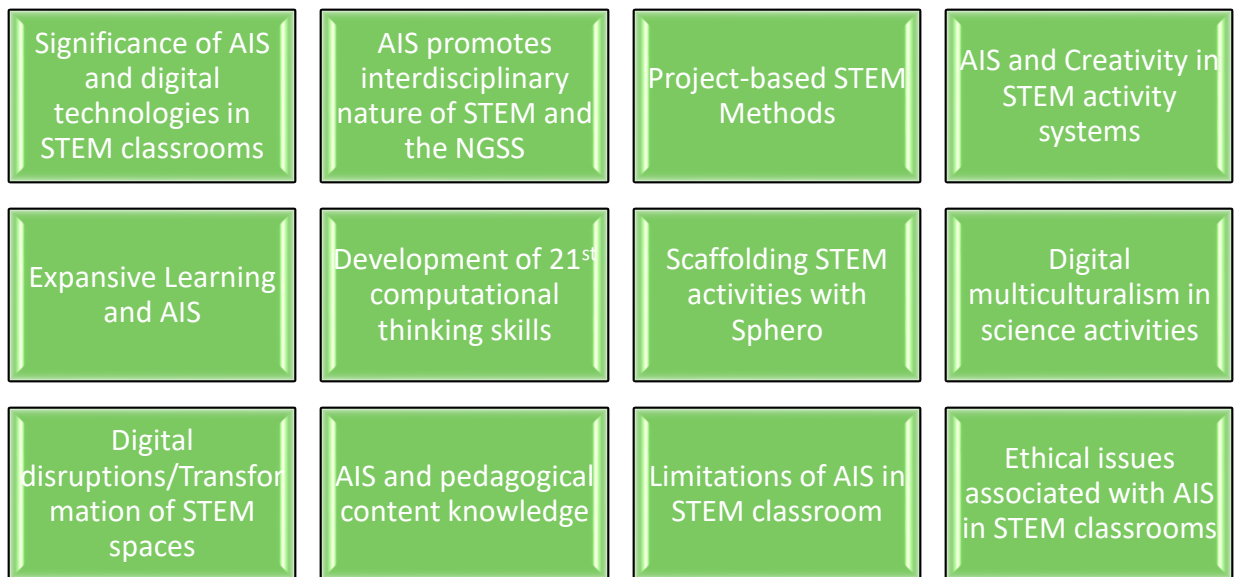 Significance of AIS
and digital
technologies in
STEM classrooms
AIS promotes
interdisciplinary
nature of STEM and
the NGSS
Project-based STEM
Methods
AIS and Creativity in
STEM activity
systems
Expansive Learning
and AIS
Development of 21st
computational
thinking skills
Scaffolding STEM
activities with
Sphero
Digital
multiculturalism in
science activities
Digital
disruptions/Transfor
mation of STEM
spaces
AIS and pedagogical
content knowledge
Limitations of AIS in
STEM classroom
Ethical issues
associated with AIS
in STEM classrooms